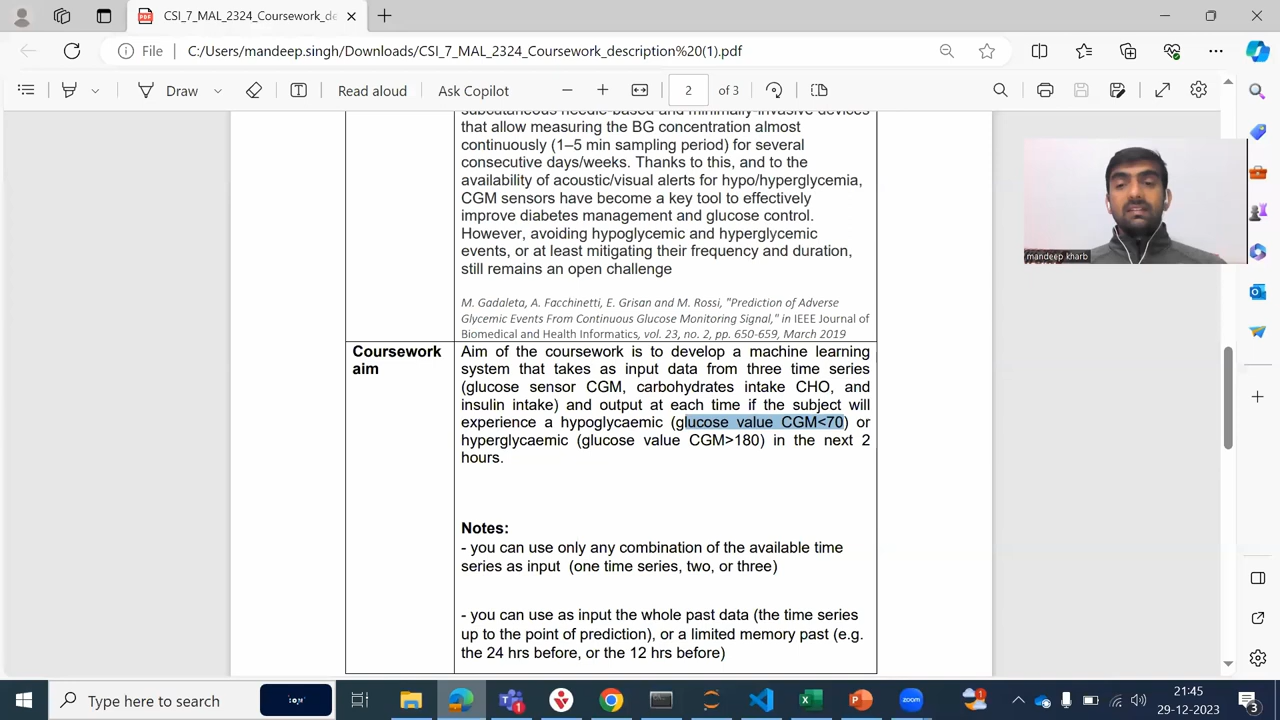 CSI_7_MAL_2324_Coursework_de
File
C:/Users/mandeep.singh/Downloads/CSI_7_MAL_2324_Coursework_description%20(1).pdf
Draw
Read aloud
Ask Copilot
2
of 3
subcutaneous needle-based and minimally-invasive devices
that allow measuring the BG concentration almost
continuously (1–5 min sampling period) for several
consecutive days/weeks. Thanks to this, and to the
availability of acoustic/visual alerts for hypo/hyperglycemia,
CGM sensors have become a key tool to effectively
improve diabetes management and glucose control.
However, avoiding hypoglycemic and hyperglycemic
events, or at least mitigating their frequency and duration,
still remains an open challenge
M. Gadaleta, A. Facchinetti, E. Grisan and M. Rossi, "Prediction of Adverse
Glycemic Events From Continuous Glucose Monitoring Signal," in IEEE Journal of
Biomedical and Health Informatics, vol. 23, no. 2, pp. 650-659, March 2019
Coursework
aim
Aim of the coursework is to develop a machine learning
system that takes as input data from three time series
(glucose sensor CGM, carbohydrates intake CHO, and
insulin intake) and output at each time if the subject will
experience a hypoglycaemic (glucose value CGM<70) or
hyperglycaemic (glucose value CGM>180) in the next 2
hours.
Notes:
- you can use only any combination of the available time
series as input (one time series, two, or three)
- you can use as input the whole past data (the time series
up to the point of prediction), or a limited memory past (e.g.
the 24 hrs before, or the 12 hrs before)
mandeep kharb
Type here to search
21:45
29-12-2023